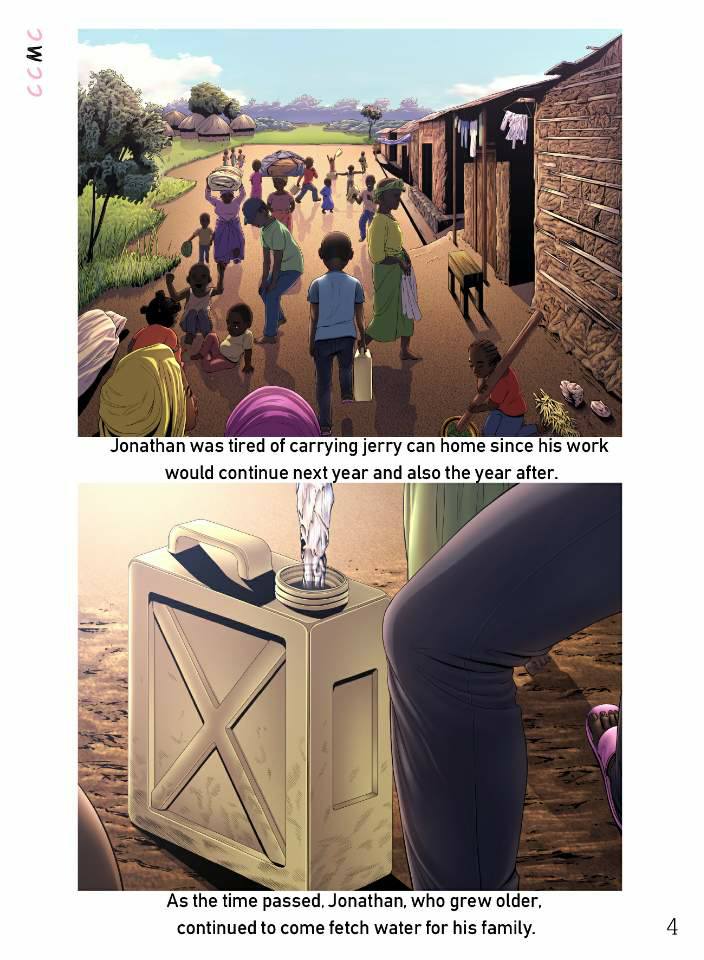 CCMC
Jonathan was tired of carrying jerry can home since his work
would continue next year and also the year after.
As the time passed, Jonathan, who grew older,
continued to come fetch water for his family.
4